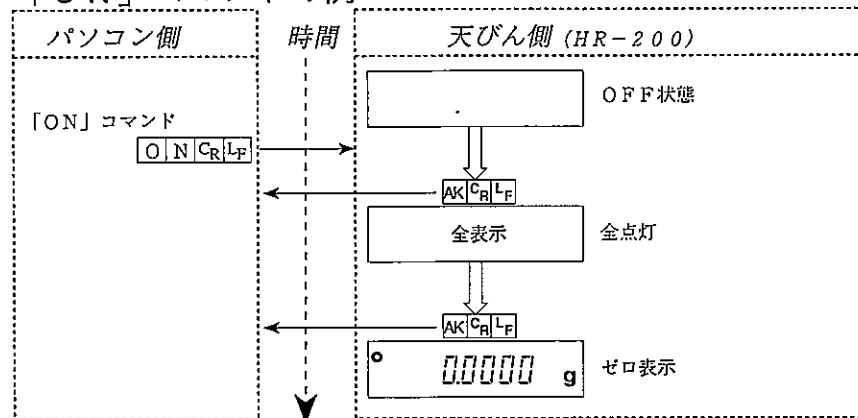 「ON」コマンドの例
パソコン側
時間
天びん側 (HR-200)
OFF状態
「ON」コマンド
O N CR LF
AK CR LF
全表示
全点灯
AK CR LF
0.0000 g
ゼロ表示